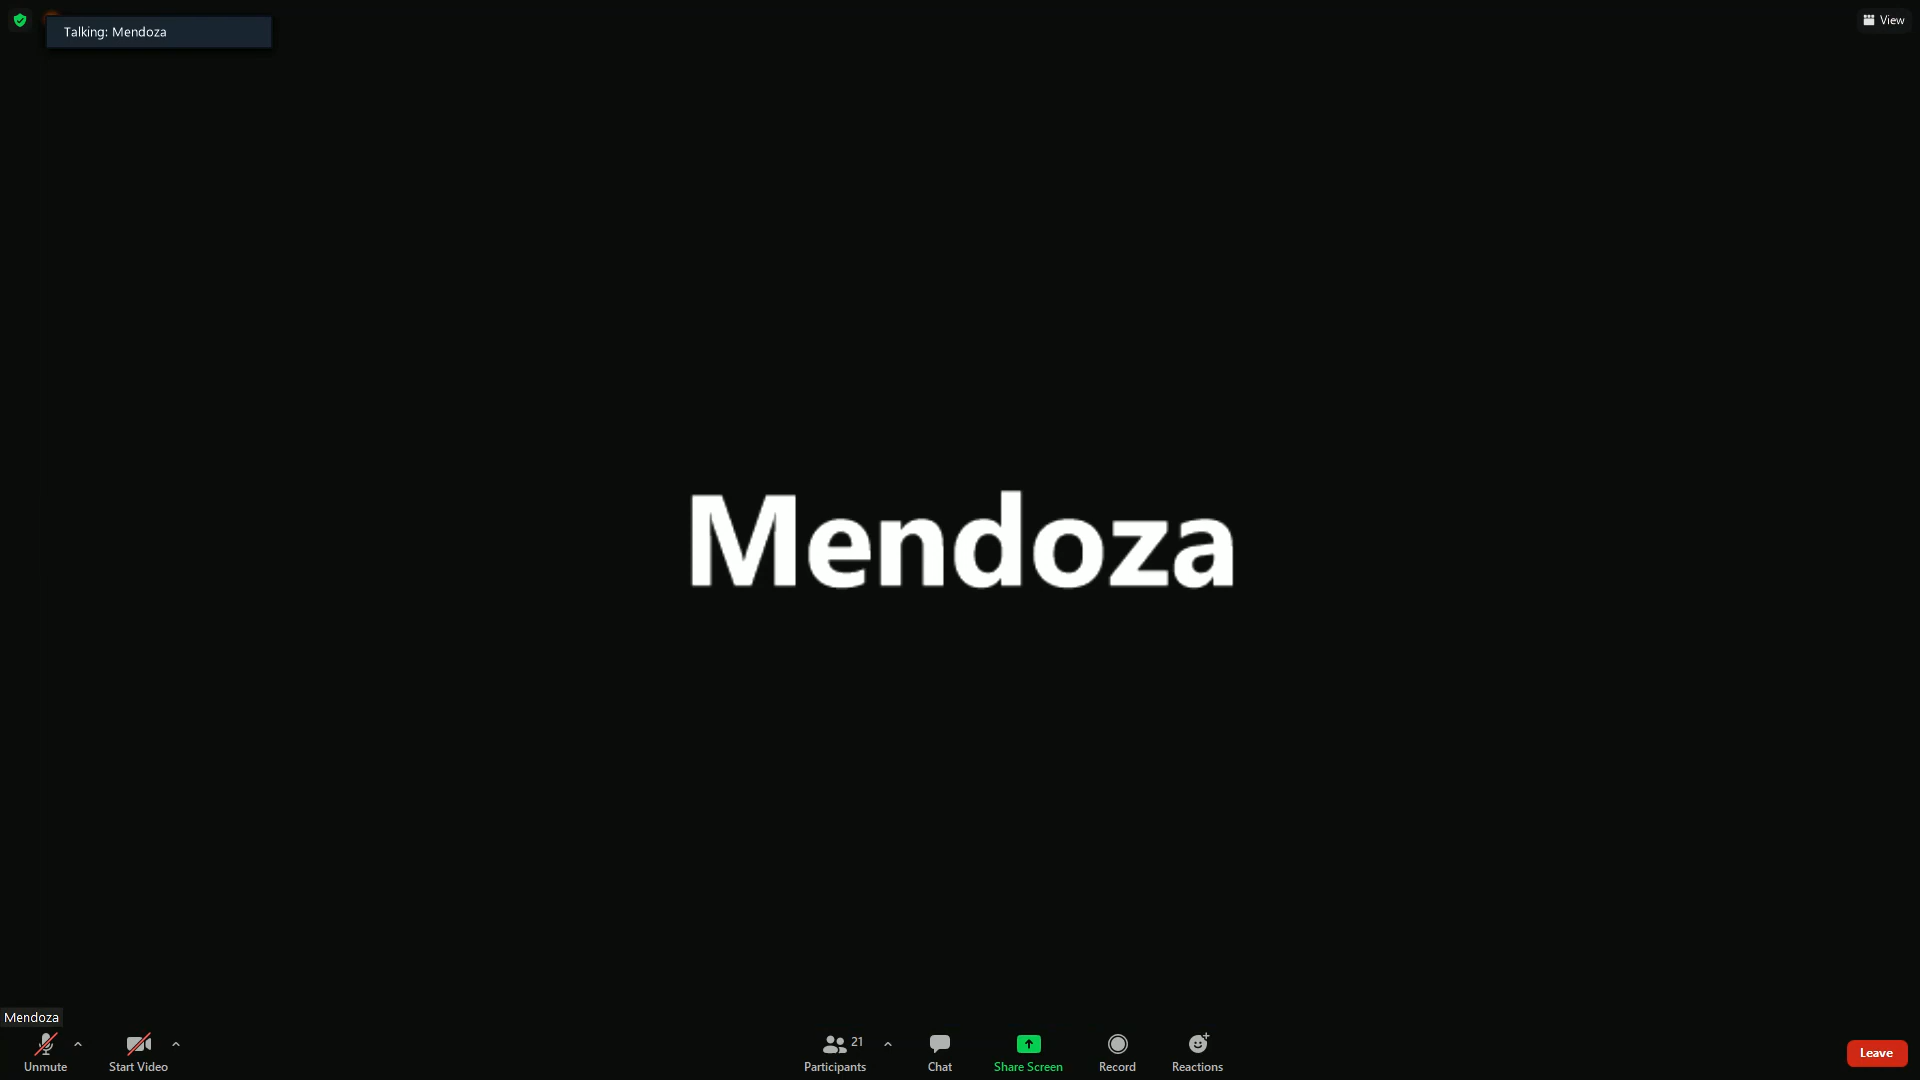 Talking: Mendoza
View
Mendoza
Mendoza
Unmute
Start Video
21
Participants
Chat
Share Screen
Record
Reactions
Leave